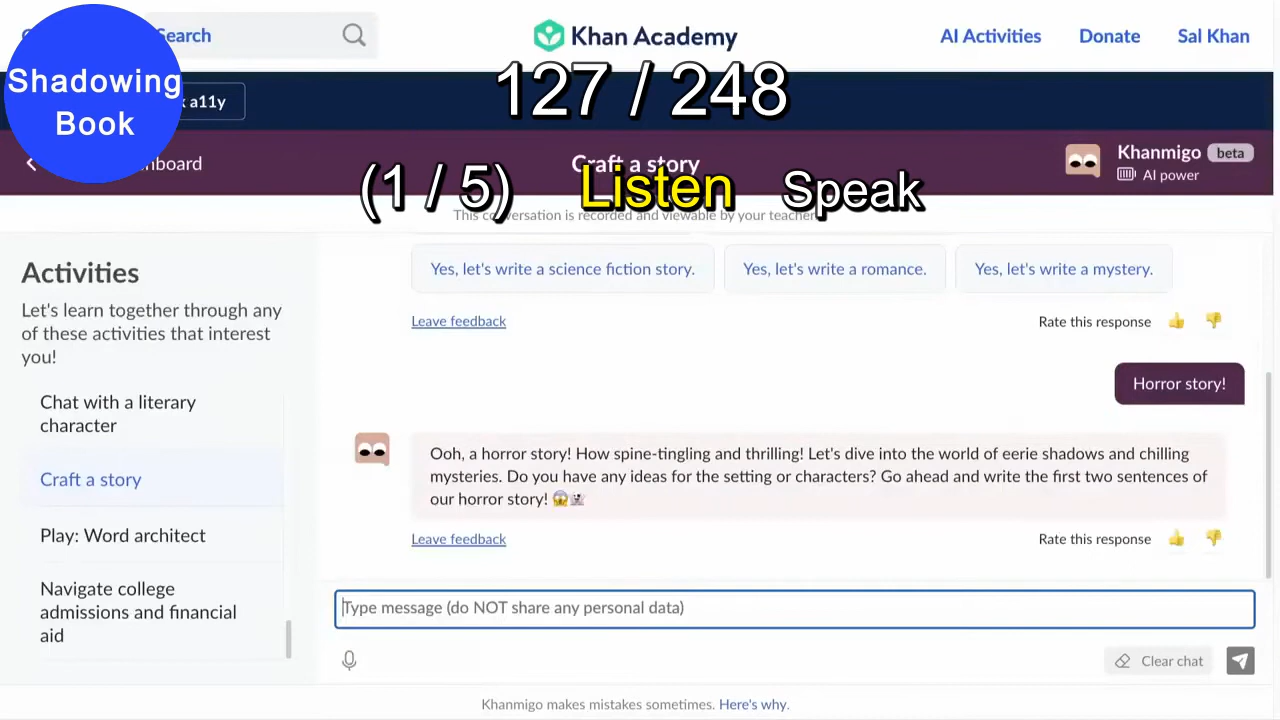 Search
Khan Academy
AI Activities
Donate
Sal Khan
Shadowing
Book
127 / 248
a11y
Craft a story
Khanmigo beta
AI power
(1 / 5) Listen Speak
This conversation is recorded and viewable by your teacher
Activities
Let's learn together through any
of these activities that interest
you!
Chat with a literary
character
Craft a story
Play: Word architect
Navigate college
admissions and financial
aid
Yes, let's write a science fiction story.
Yes, let's write a romance.
Yes, let's write a mystery.
Leave feedback
Rate this response
Horror story!
Ooh, a horror story! How spine-tingling and thrilling! Let's dive into the world of eerie shadows and chilling
mysteries. Do you have any ideas for the setting or characters? Go ahead and write the first two sentences of
our horror story!
Leave feedback
Rate this response
Type message (do NOT share any personal data)
Clear chat
Khanmigo makes mistakes sometimes. Here's why.